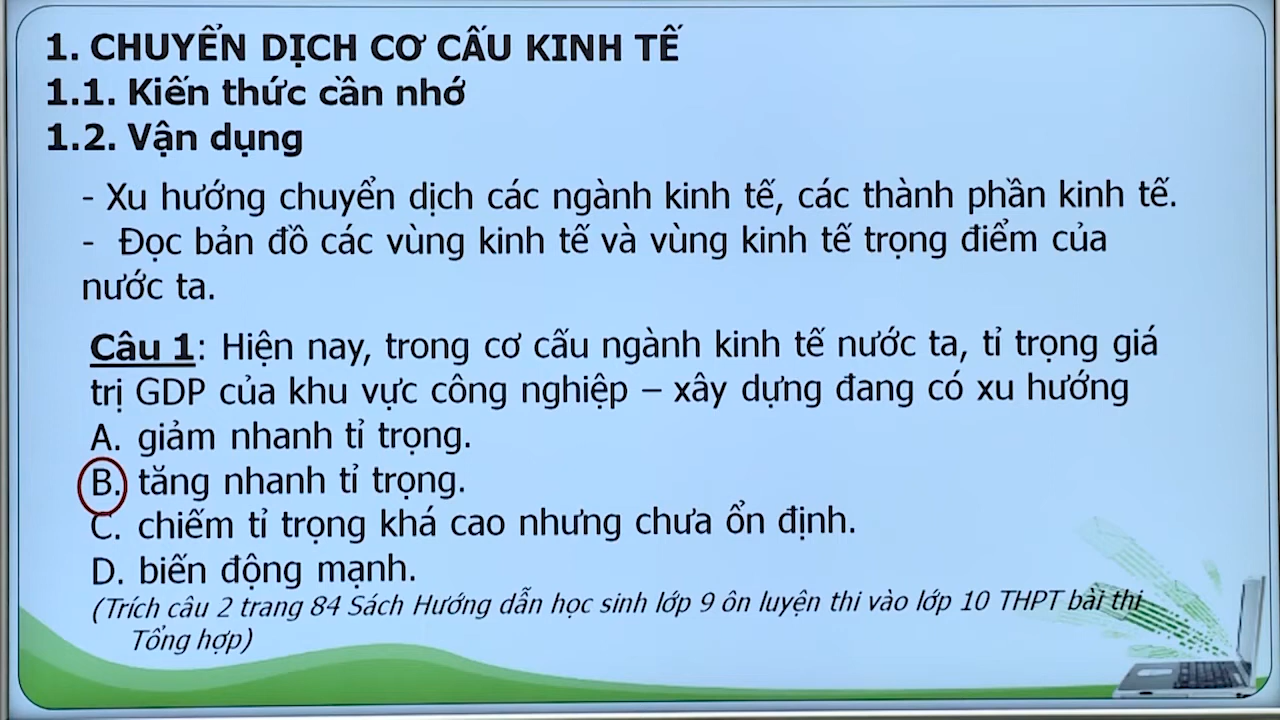 1. CHUYỂN DỊCH CƠ CẤU KINH TẾ
1.1. Kiến thức cần nhớ
1.2. Vận dụng
- Xu hướng chuyển dịch các ngành kinh tế, các thành phần kinh tế.
- Đọc bản đồ các vùng kinh tế và vùng kinh tế trọng điểm của
nước ta.
Câu 1: Hiện nay, trong cơ cấu ngành kinh tế nước ta, tỉ trọng giá
trị GDP của khu vực công nghiệp – xây dựng đang có xu hướng
A. giảm nhanh tỉ trọng.
B. tăng nhanh tỉ trọng.
C. chiếm tỉ trọng khá cao nhưng chưa ổn định.
D. biến động mạnh.
(Trích câu 2 trang 84 Sách Hướng dẫn học sinh lớp 9 ôn luyện thi vào lớp 10 THPT bài thi
Tổng hợp)